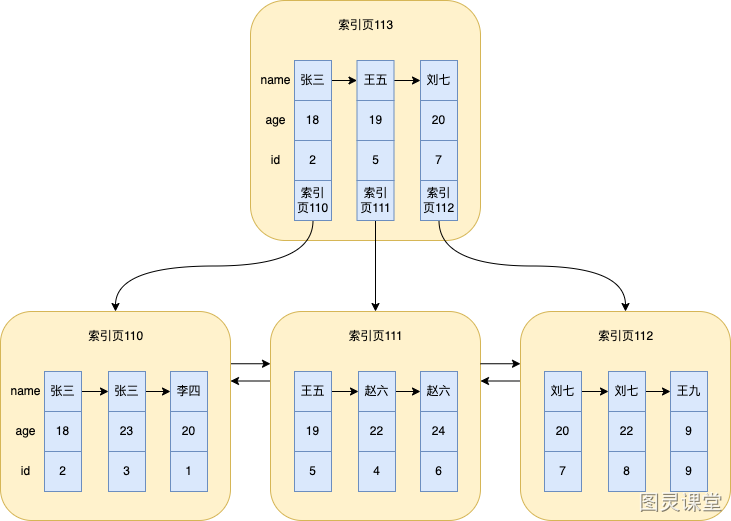 索引页113
name 张三 王五 刘七
age 18 19 20
id 2 5 7
索引 索引 索引
页110 页111 页112
索引页110 索引页111 索引页112
name 张三 张三 李四 王五 赵六 赵六 刘七 刘七 王九
age 18 23 20 19 22 24 20 22 9
id 2 3 1 5 4 6 7 8 9
图灵课堂